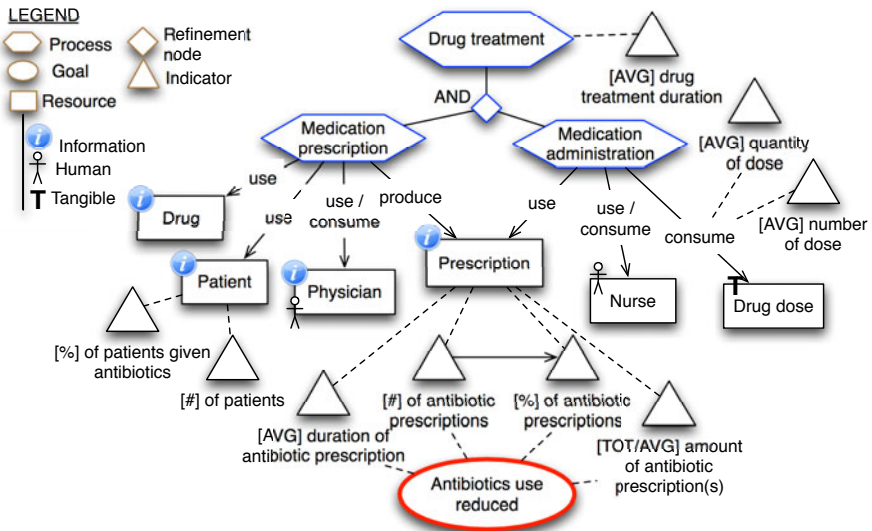 LEGEND
Process
Goal
Resource
Refinement
node
Indicator
i Information
Human
T Tangible
Drug treatment
[AVG] drug
treatment duration
AND
Medication
prescription
Medication
administration
[AVG] quantity
of dose
[AVG] number
of dose
use
use
use /
consume
produce
use
use /
consume
consume
i
Drug
i
Patient
i
Physician
i
Prescription
Nurse
T
Drug dose
[%] of patients given
antibiotics
[#] of patients
[AVG] duration of
antibiotic prescription
[#] of antibiotic
prescriptions
[%] of antibiotic
prescriptions
[TOT/AVG] amount
of antibiotic
prescription(s)
Antibiotics use
reduced